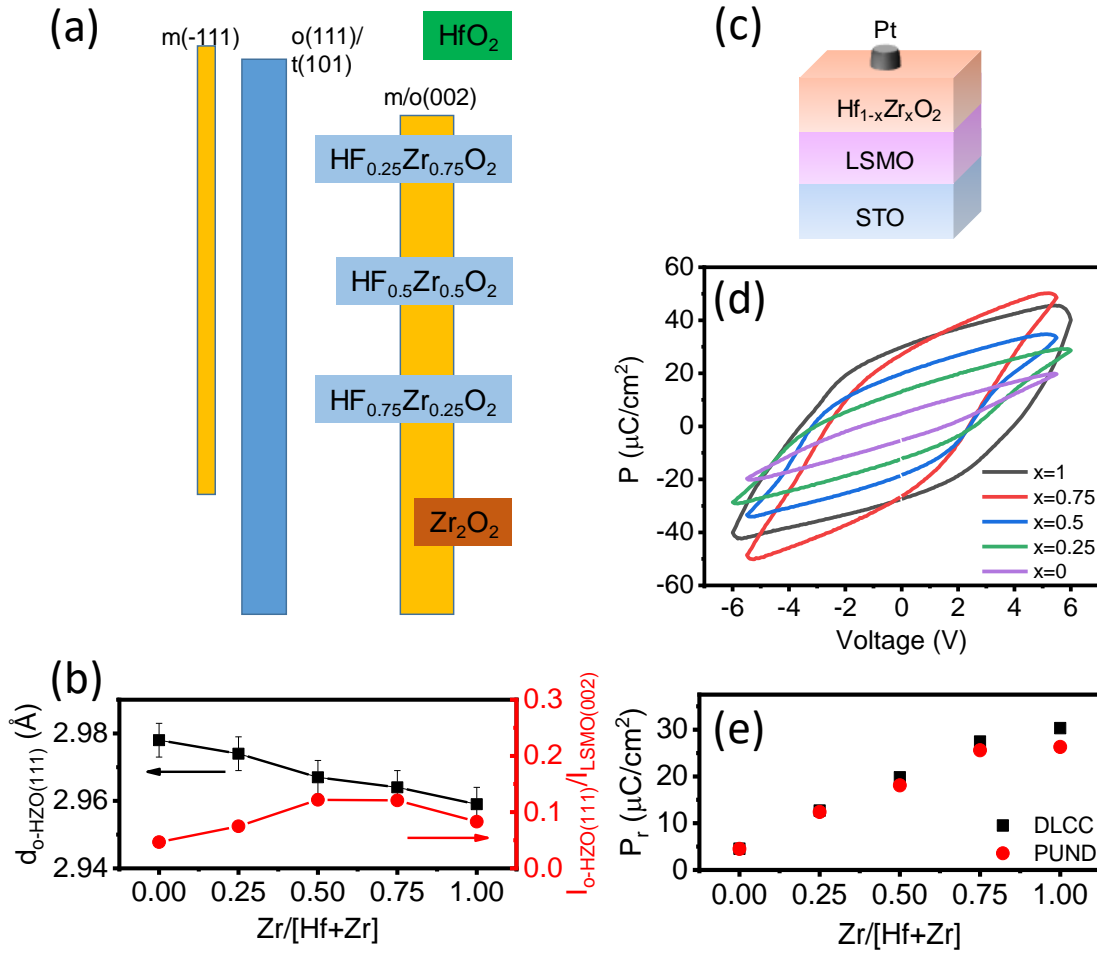 (a)
m(-111)
o(111)/
t(101)
HfO₂
m/o(002)
HF₀.₂₅Zr₀.₇₅O₂
HF₀.₅Zr₀.₅O₂
HF₀.₇₅Zr₀.₂₅O₂
Zr₂O₂
(b)
d_o-HZO(111) (Å)
2.98
2.96
2.94
0.3
0.2
0.1
0.0
I_o-HZO(111)/I_LSMO(002)
0.00 0.25 0.50 0.75 1.00
Zr/[Hf+Zr]
(c)
Pt
Hf₁₋ₓZrₓO₂
LSMO
STO
(d)
P (μC/cm²)
60
40
20
0
-20
-40
-60
x=1
x=0.75
x=0.5
x=0.25
x=0
-6 -4 -2 0 2 4 6
Voltage (V)
(e)
P_r (μC/cm²)
30
20
10
0
DLCC
PUND
0.00 0.25 0.50 0.75 1.00
Zr/[Hf+Zr]